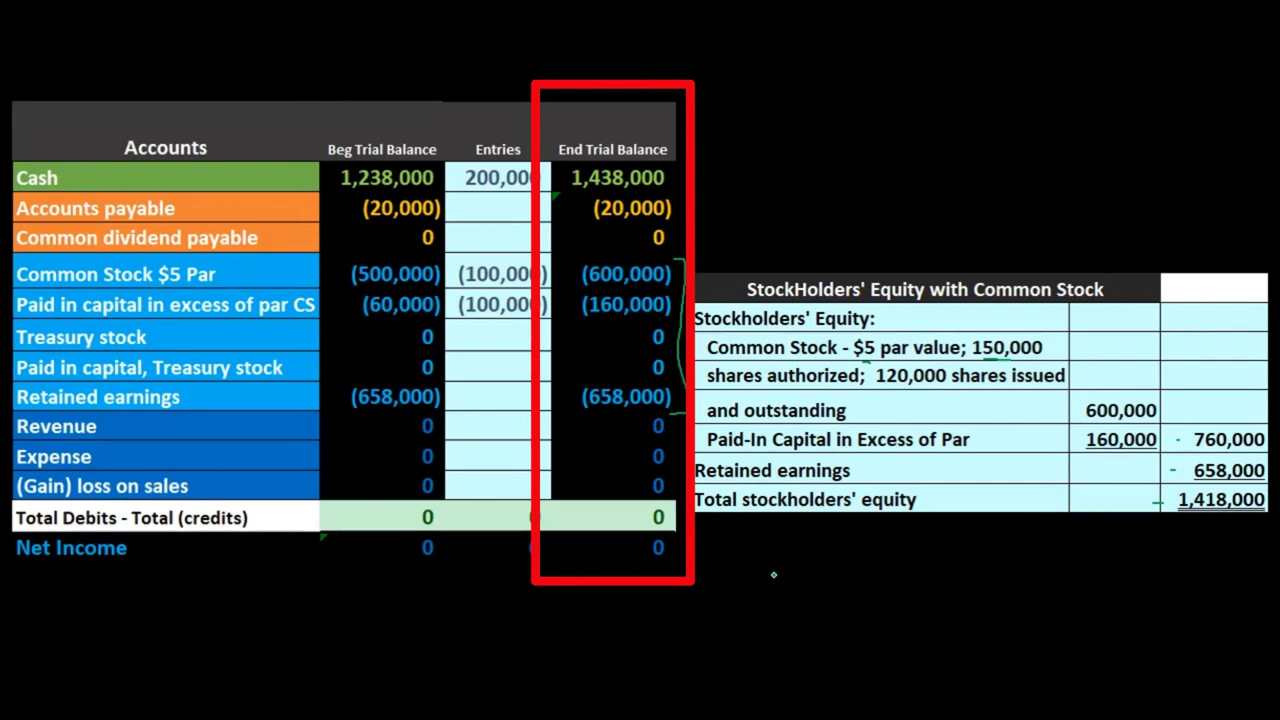 Accounts Beg Trial Balance Entries End Trial Balance
Cash 1,238,000 200,000 1,438,000
Accounts payable (20,000) (20,000)
Common dividend payable 0 0
Common Stock $5 Par (500,000) (100,000) (600,000)
Paid in capital in excess of par CS (60,000) (100,000) (160,000)
Treasury stock 0 0
Paid in capital, Treasury stock 0 0
Retained earnings (658,000) (658,000)
Revenue 0 0
Expense 0 0
(Gain) loss on sales 0 0
Total Debits - Total (credits) 0 0 0
Net Income 0 0 0
StockHolders' Equity with Common Stock
Stockholders' Equity:
Common Stock - $5 par value; 150,000
shares authorized; 120,000 shares issued
and outstanding 600,000
Paid-In Capital in Excess of Par 160,000 760,000
Retained earnings 658,000
Total stockholders' equity 1,418,000